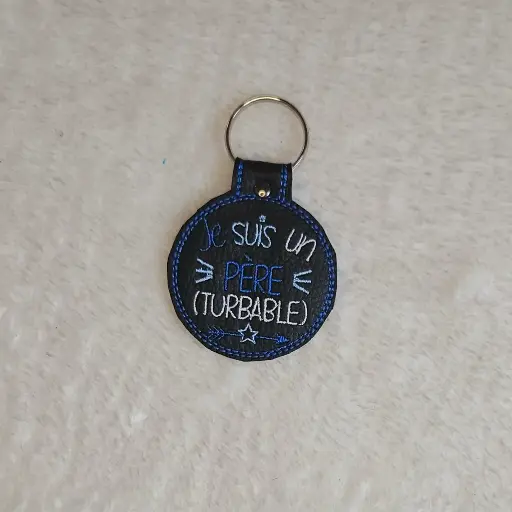 Je suis un
PÈRE
(TURBABLE)